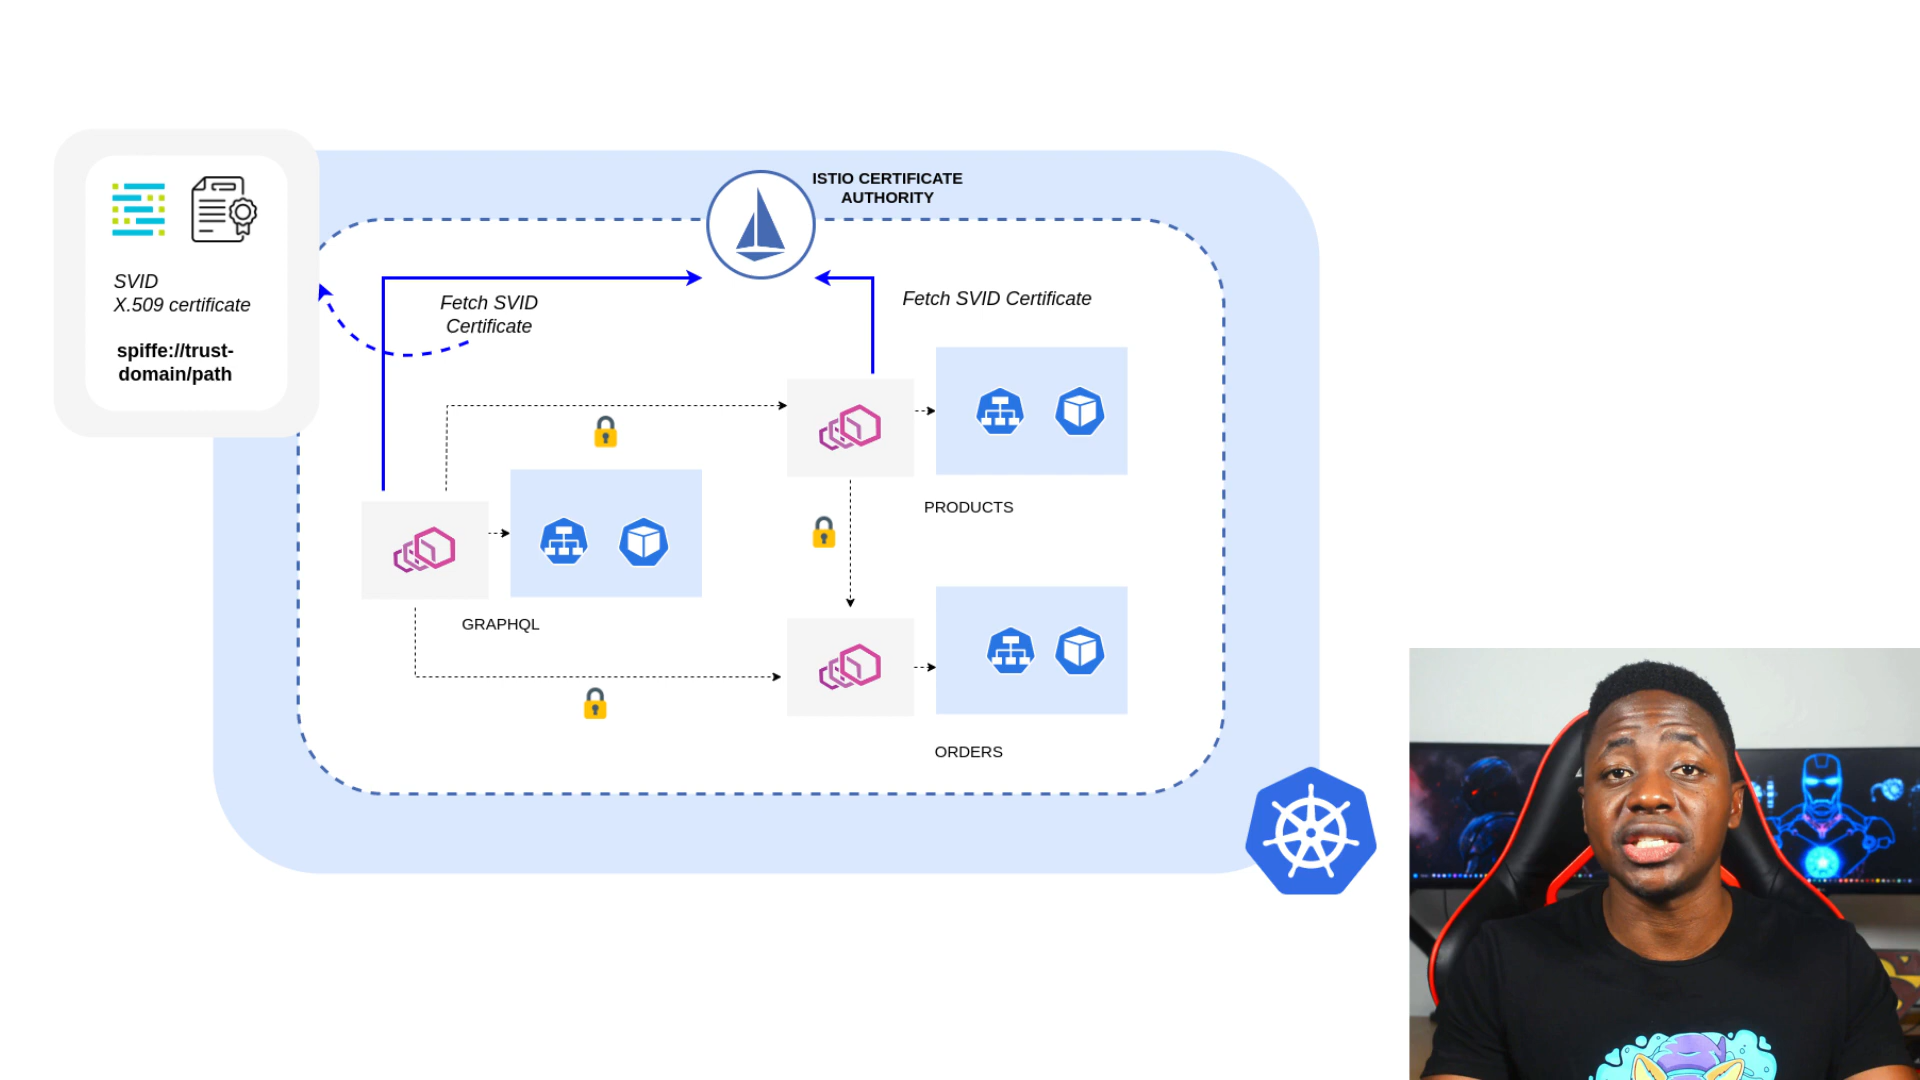 ISTIO CERTIFICATE
AUTHORITY
SVID
X.509 certificate
spiffe://trust-
domain/path
Fetch SVID
Certificate
Fetch SVID Certificate
PRODUCTS
GRAPHQL
ORDERS